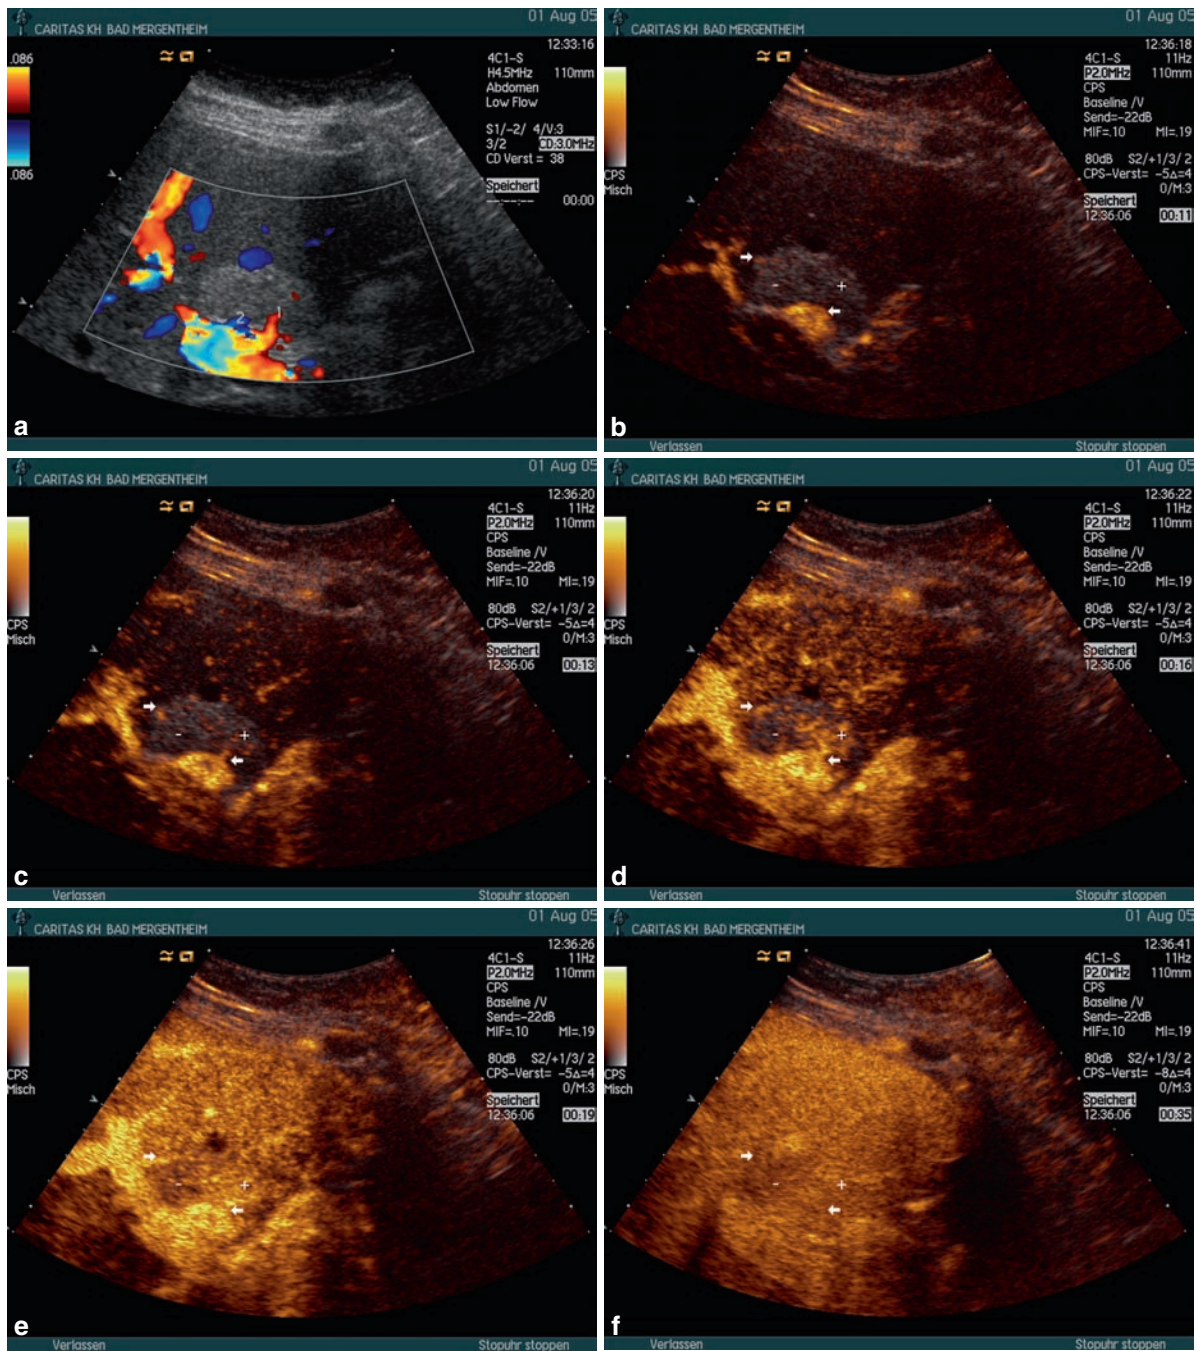 01 Aug 05
CARITAS KH BAD MERGENTHEIM
12:33:16
4C1-S
H4.5MHz 110mm
Abdomen
Low Flow
S1/-2/ 4/V:3
3/2 CD:3.0MHz
CD Verst = 38
Speichert
00:00
.086
.086
2 1
a
01 Aug 05
CARITAS KH BAD MERGENTHEIM
12:36:18
4C1-S 11Hz
P2.0MHz 110mm
CPS
Baseline /V
Send=-22dB
MIF=.10 MI=.19
80dB S2/+1/3/ 2
CPS-Verst= -5△=4
0/M:3
Speichert
12:36:06 00:11
CPS
Misch
- +
b
Verlassen Stopuhr stoppen
01 Aug 05
CARITAS KH BAD MERGENTHEIM
12:36:20
4C1-S 11Hz
P2.0MHz 110mm
CPS
Baseline /V
Send=-22dB
MIF=.10 MI=.19
80dB S2/+1/3/ 2
CPS-Verst= -5△=4
0/M:3
Speichert
12:36:06 00:13
CPS
Misch
- +
c
Verlassen Stopuhr stoppen
01 Aug 05
CARITAS KH BAD MERGENTHEIM
12:36:22
4C1-S 11Hz
P2.0MHz 110mm
CPS
Baseline /V
Send=-22dB
MIF=.10 MI=.19
80dB S2/+1/3/ 2
CPS-Verst= -5△=4
0/M:3
Speichert
12:36:06 00:16
CPS
Misch
- +
d
Verlassen Stopuhr stoppen
01 Aug 05
CARITAS KH BAD MERGENTHEIM
12:36:26
4C1-S 11Hz
P2.0MHz 110mm
CPS
Baseline /V
Send=-22dB
MIF=.10 MI=.19
80dB S2/+1/3/ 2
CPS-Verst= -5△=4
0/M:3
Speichert
12:36:06 00:19
CPS
Misch
- +
e
Verlassen Stopuhr stoppen
01 Aug 05
CARITAS KH BAD MERGENTHEIM
12:36:41
4C1-S 11Hz
P2.0MHz 110mm
CPS
Baseline /V
Send=-22dB
MIF=.10 MI=.19
80dB S2/+1/3/ 2
CPS-Verst= -8△=4
0/M:3
Speichert
12:36:06 00:35
CPS
Misch
- +
f
Verlassen Stopuhr stoppen